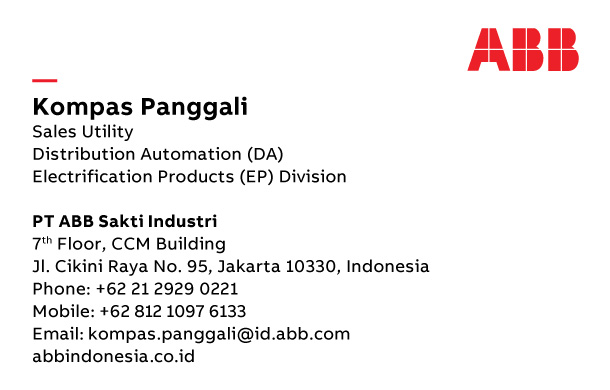 ABB
Kompas Panggali
Sales Utility
Distribution Automation (DA)
Electrification Products (EP) Division
PT ABB Sakti Industri
7th Floor, CCM Building
Jl. Cikini Raya No. 95, Jakarta 10330, Indonesia
Phone: +62 21 2929 0221
Mobile: +62 812 1097 6133
Email: kompas.panggali@id.abb.com
abbindonesia.co.id